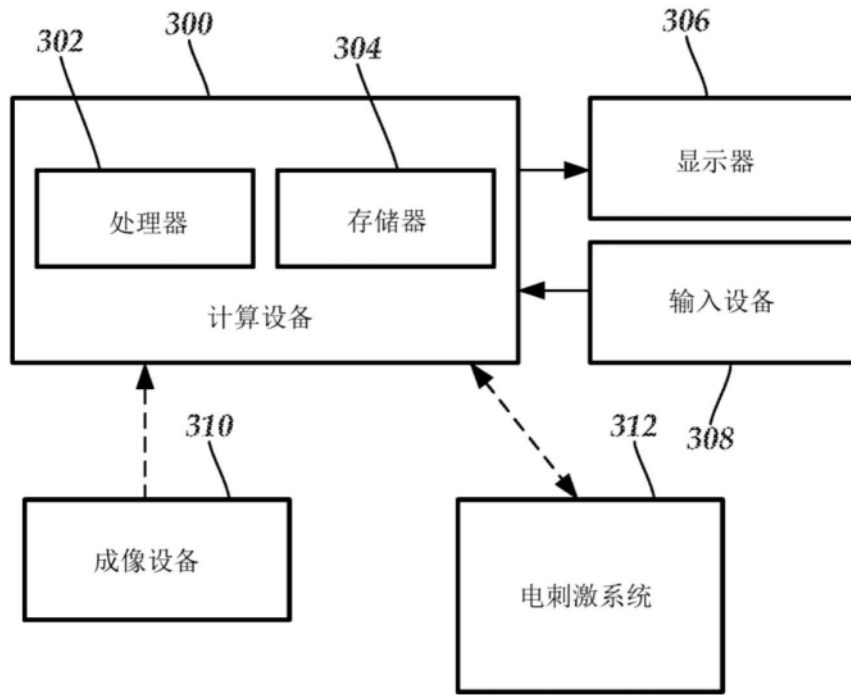 302
300
304
306
处理器
存储器
计算设备
显示器
输入设备
308
310
312
成像设备
电刺激系统